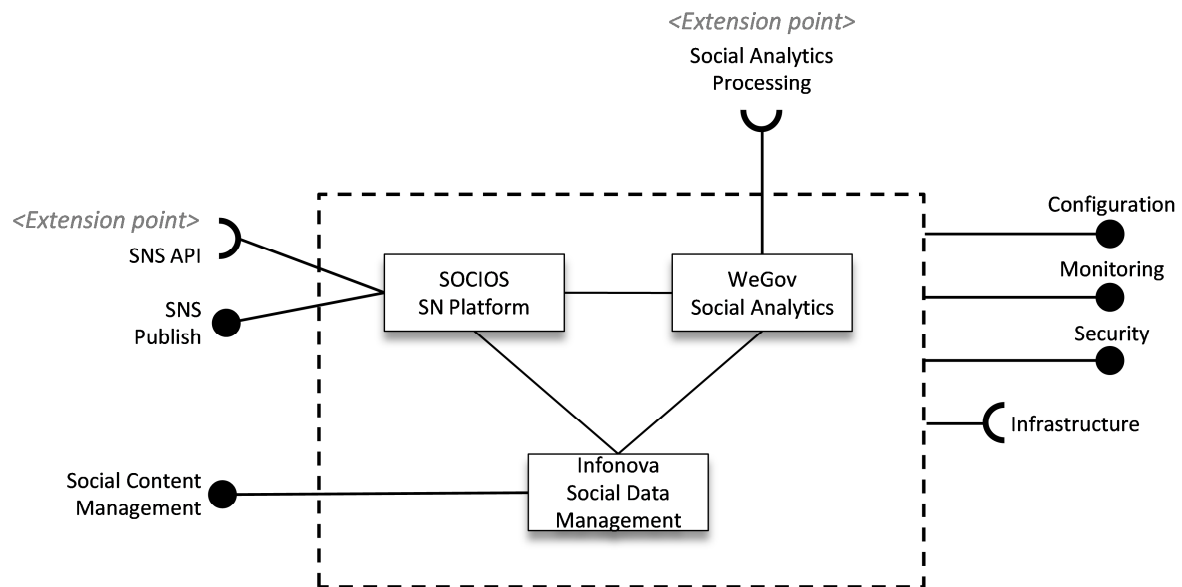 <Extension point>
Social Analytics
Processing
<Extension point>
SNS API
SNS
Publish
SOCIOS
SN Platform
WeGov
Social Analytics
Configuration
Monitoring
Security
Infrastructure
Infonova
Social Data
Management
Social Content
Management